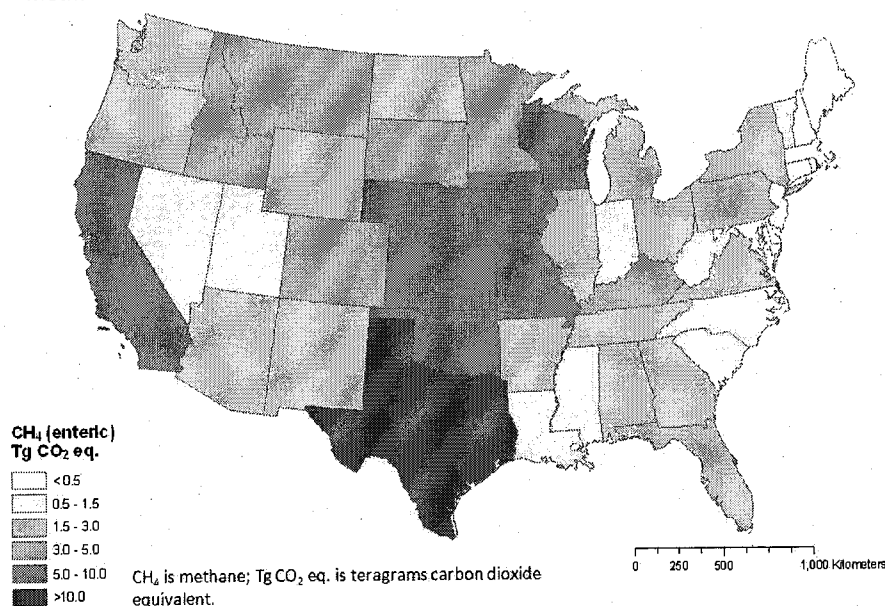 CH₄ (enteric)
Tg CO₂ eq.
<0.5
0.5 - 1.5
1.5 - 3.0
3.0 - 5.0
5.0 - 10.0
>10.0
CH₄ is methane; Tg CO₂ eq. is teragrams carbon dioxide
equivalent.
0 250 500 1,000 Kilometers